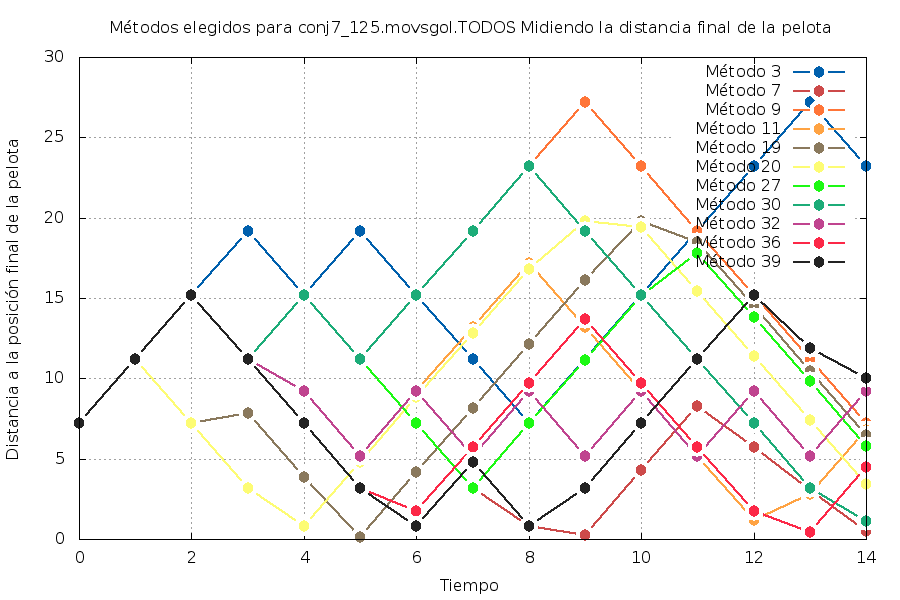 Métodos elegidos para conj7_125.movsgol.TODOS Midiendo la distancia final de la pelota
Distancia a la posición final de la pelota
30
25
20
15
10
5
0
Método 3
Método 7
Método 9
Método 11
Método 19
Método 20
Método 27
Método 30
Método 32
Método 36
Método 39
0 2 4 6 8 10 12 14
Tiempo